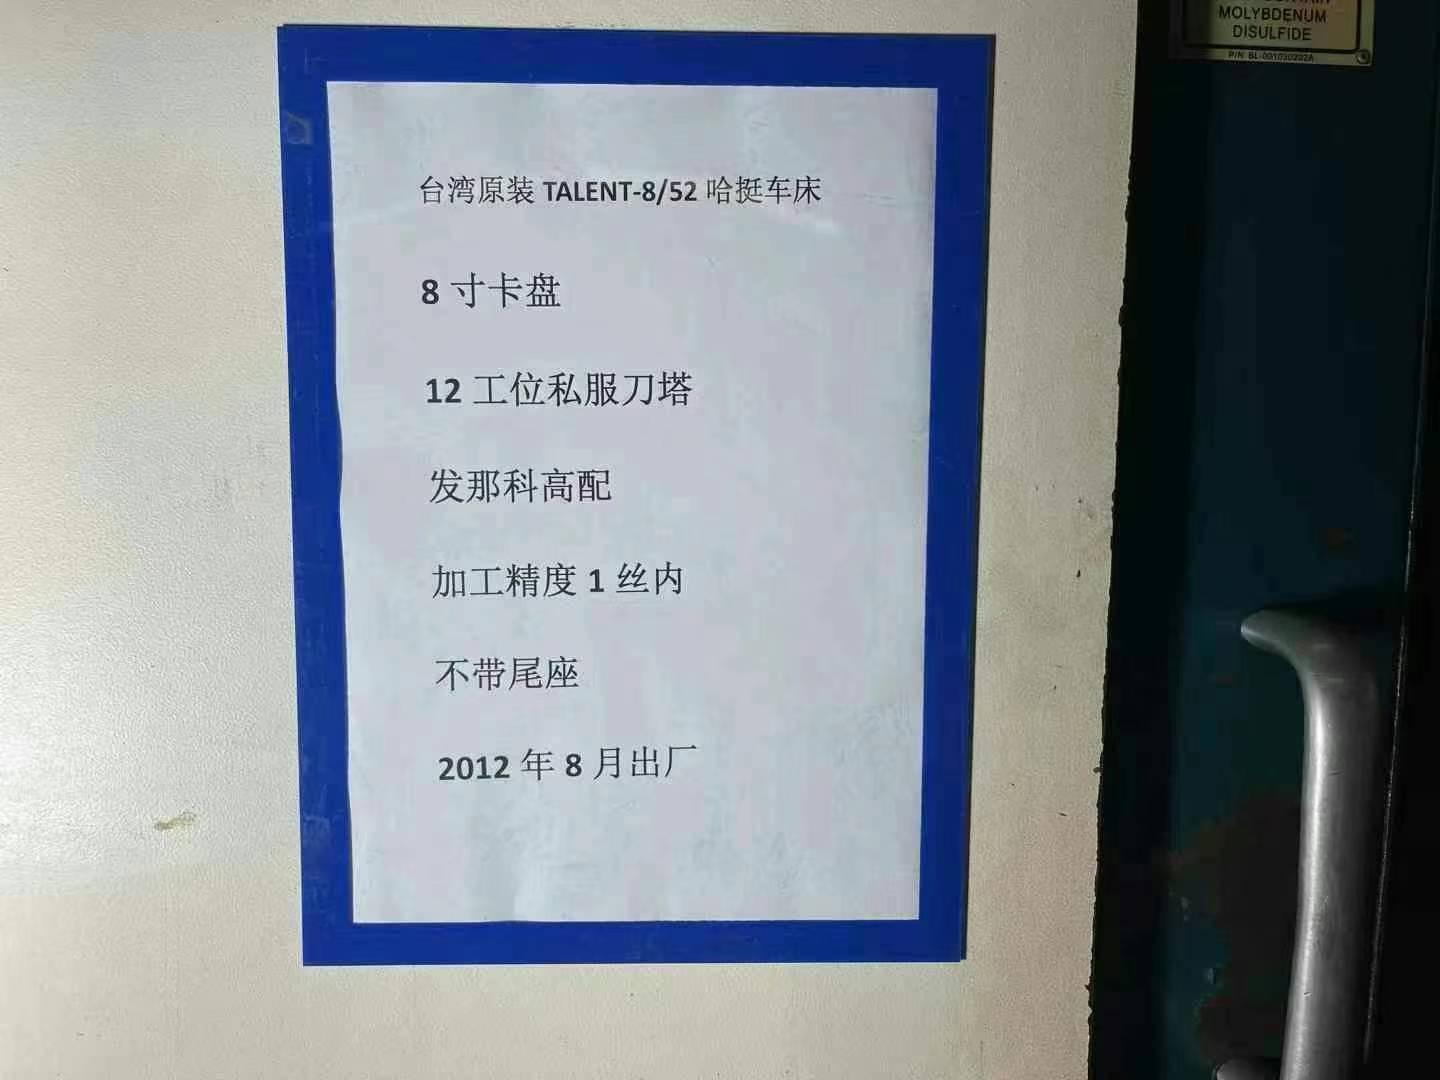 MOLYBDENUM
DISULFIDE
台湾原装 TALENT-8/52 哈挺车床
8 寸卡盘
12 工位私服刀塔
发那科高配
加工精度 1 丝内
不带尾座
2012 年 8 月出厂